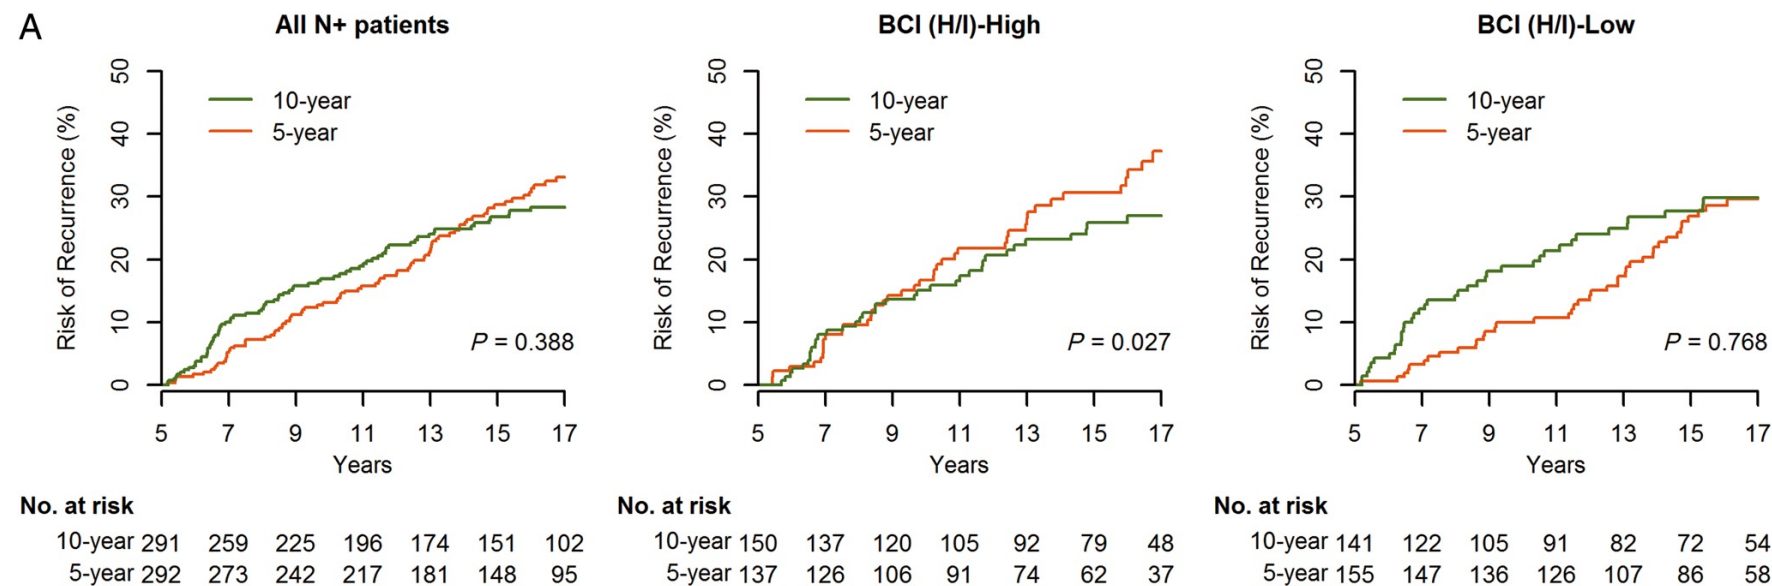 A
All N+ patients
50
40
30
20
10
0
Risk of Recurrence (%)
10-year
5-year
P = 0.388
5 7 9 11 13 15 17
Years
No. at risk
10-year 291 259 225 196 174 151 102
5-year 292 273 242 217 181 148 95
BCI (H/I)-High
50
40
30
20
10
0
Risk of Recurrence (%)
10-year
5-year
P = 0.027
5 7 9 11 13 15 17
Years
No. at risk
10-year 150 137 120 105 92 79 48
5-year 137 126 106 91 74 62 37
BCI (H/I)-Low
50
40
30
20
10
0
Risk of Recurrence (%)
10-year
5-year
P = 0.768
5 7 9 11 13 15 17
Years
No. at risk
10-year 141 122 105 91 82 72 54
5-year 155 147 136 126 107 86 58